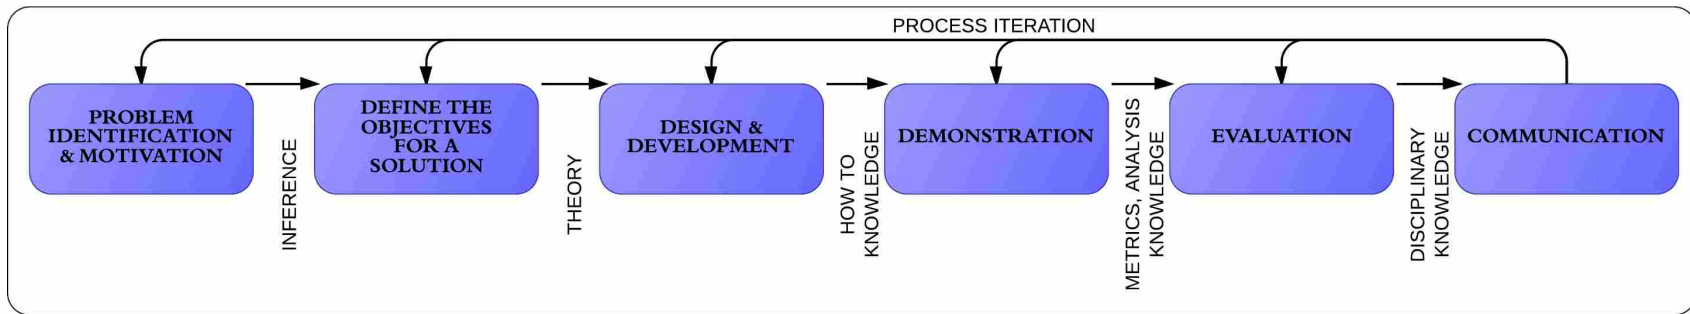 PROCESS ITERATION
PROBLEM
IDENTIFICATION
& MOTIVATION
INFERENCE
DEFINE THE
OBJECTIVES
FOR A
SOLUTION
THEORY
DESIGN &
DEVELOPMENT
HOW TO
KNOWLEDGE
DEMONSTRATION
METRICS, ANALYSIS
KNOWLEDGE
EVALUATION
DISCIPLINARY
KNOWLEDGE
COMMUNICATION